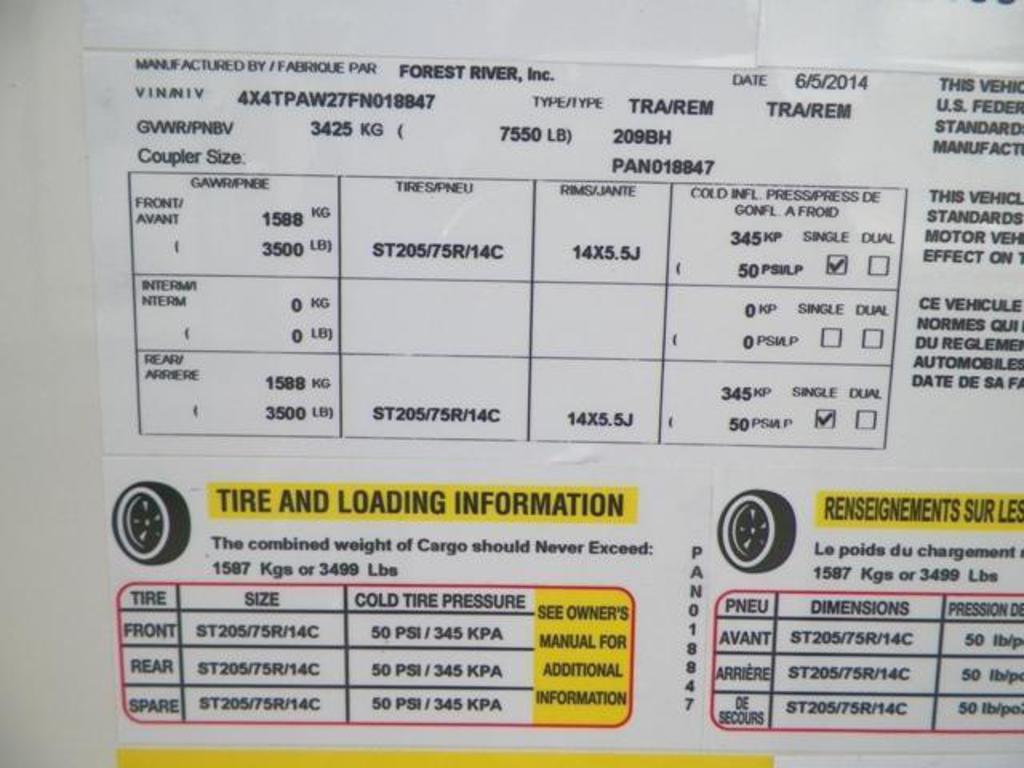 MANUFACTURED BY / FABRIQUE PAR FOREST RIVER, Inc. DATE 6/5/2014
VIN/NIV 4X4TPAW27FN018847 TYPE/TYPE TRA/REM TRA/REM
GVWR/PNBV 3425 KG ( 7550 LB) 209BH
Coupler Size: PAN018847
GAWR/PNBE TIRES/PNEU RIMS/JANTE COLD INFL. PRESS/PRESS DE
GONFL. A FROID
FRONT/
AVANT 1588 KG 345 KP SINGLE DUAL
( 3500 LB) ST205/75R/14C 14X5.5J ( 50 PSI/LP
INTERM/I
NTERM 0 KG 0 KP SINGLE DUAL
( 0 LB) ( 0 PSI/LP
REAR/
ARRIERE 1588 KG 345 KP SINGLE DUAL
( 3500 LB) ST205/75R/14C 14X5.5J ( 50 PSI/LP
THIS VEHIC
U.S. FEDER
STANDARD
MANUFACT
THIS VEHICL
STANDARDS
MOTOR VEH
EFFECT ON T
CE VEHICULE
NORMES QUI
DU REGLEMEN
AUTOMOBILES
DATE DE SA FA
TIRE AND LOADING INFORMATION
The combined weight of Cargo should Never Exceed:
1587 Kgs or 3499 Lbs
TIRE SIZE COLD TIRE PRESSURE
FRONT ST205/75R/14C 50 PSI / 345 KPA
REAR ST205/75R/14C 50 PSI / 345 KPA
SPARE ST205/75R/14C 50 PSI / 345 KPA
SEE OWNER'S
MANUAL FOR
ADDITIONAL
INFORMATION
PAN018847
RENSEIGNEMENTS SUR LES
Le poids du chargement
1587 Kgs or 3499 Lbs
PNEU DIMENSIONS PRESSION DE
AVANT ST205/75R/14C 50 lb/p
ARRIÈRE ST205/75R/14C 50 lb/po
DE
SECOURS ST205/75R/14C 50 lb/po2